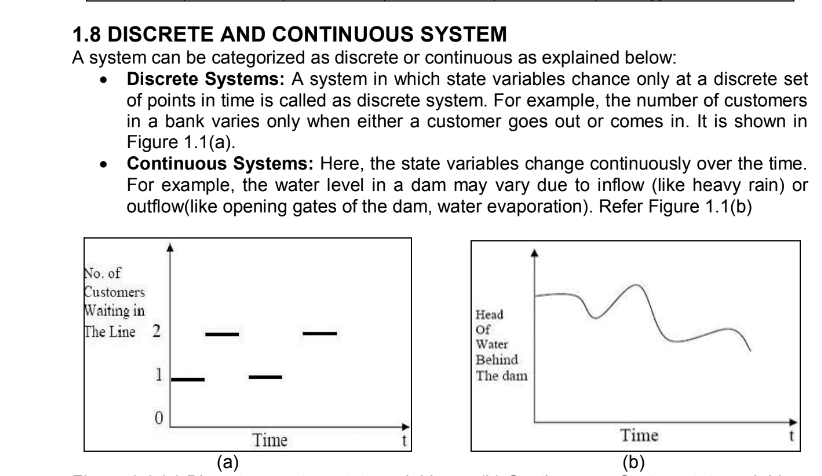 1.8 DISCRETE AND CONTINUOUS SYSTEM
A system can be categorized as discrete or continuous as explained below:
• Discrete Systems: A system in which state variables chance only at a discrete set
of points in time is called as discrete system. For example, the number of customers
in a bank varies only when either a customer goes out or comes in. It is shown in
Figure 1.1(a).
• Continuous Systems: Here, the state variables change continuously over the time.
For example, the water level in a dam may vary due to inflow (like heavy rain) or
outflow(like opening gates of the dam, water evaporation). Refer Figure 1.1(b)
No. of
Customers
Waiting in
The Line 2
1
0
Time t
(a)
Head
Of
Water
Behind
The dam
Time t
(b)